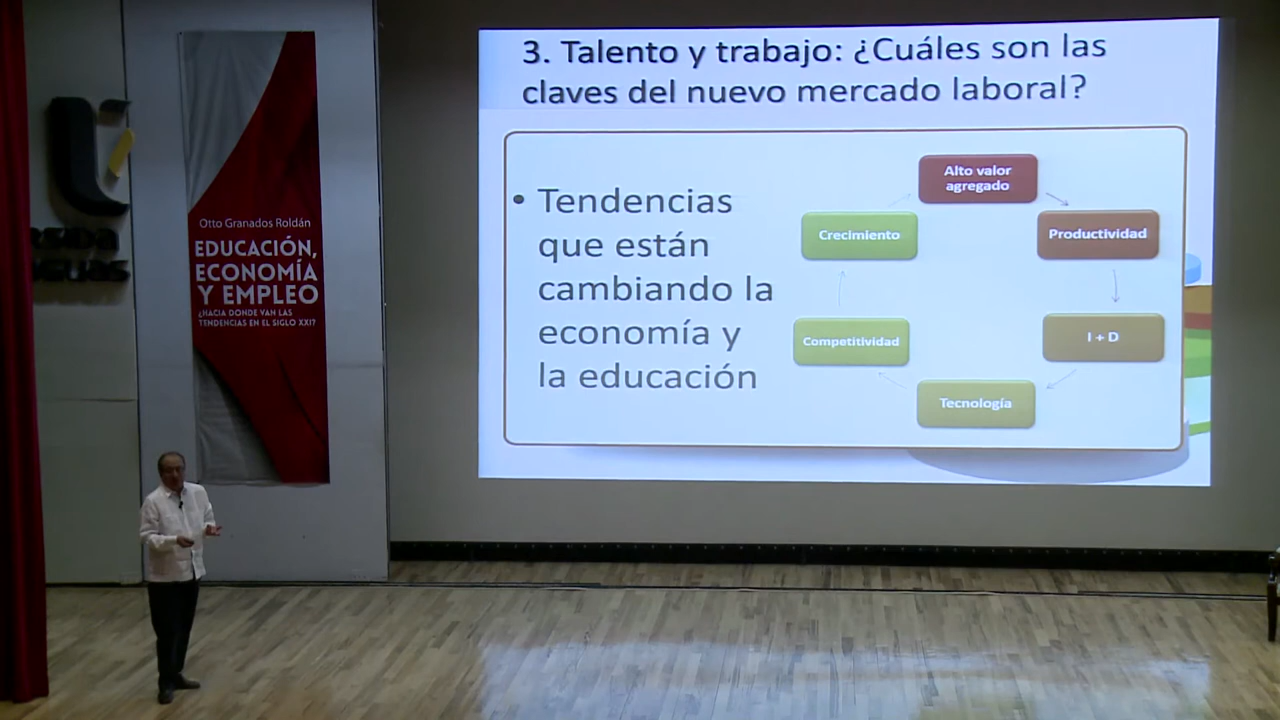 Otto Granados Roldán
EDUCACIÓN,
ECONOMÍA
Y EMPLEO
¿HACIA DONDE VAN LAS
TENDENCIAS EN EL SIGLO XXI?
3. Talento y trabajo: ¿Cuáles son las
claves del nuevo mercado laboral?
• Tendencias
que están
cambiando la
economía y
la educación
Alto valor
agregado
Productividad
I + D
Tecnología
Competitividad
Crecimiento